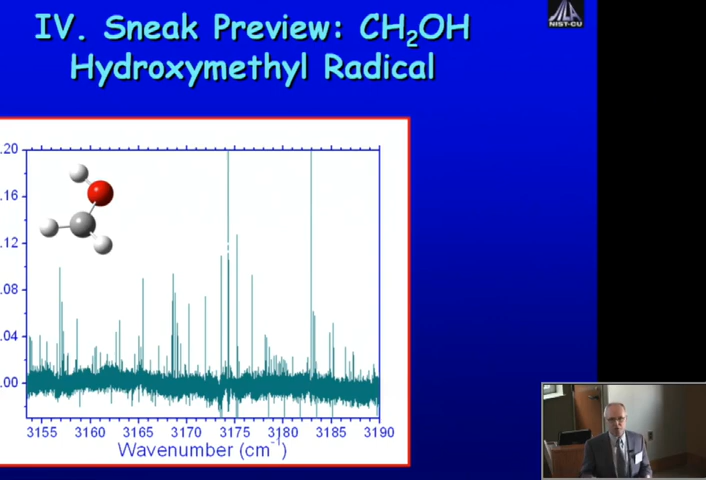 IV. Sneak Preview: CH₂OH
Hydroxymethyl Radical
JILA
NIST-CU
.20
.16
.12
.08
.04
.00
3155 3160 3165 3170 3175 3180 3185 3190
Wavenumber (cm⁻¹)